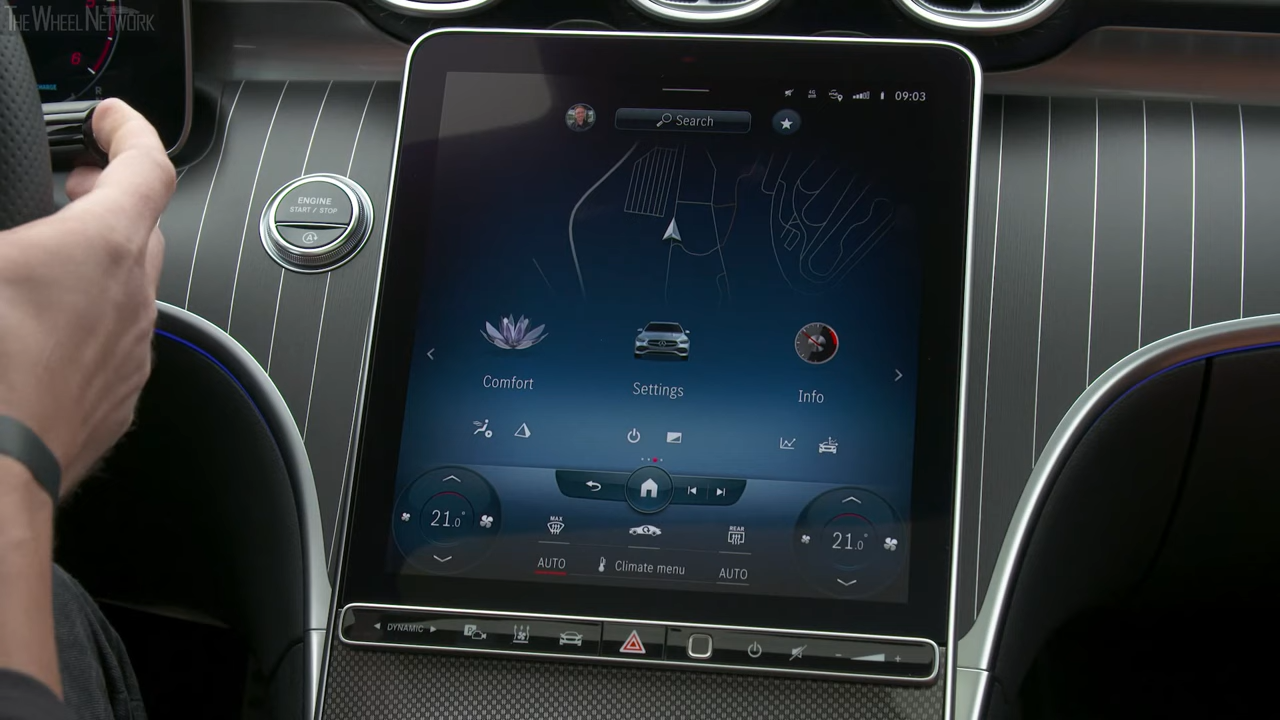 THE WHEEL NETWORK
6
R
09:03
Search
ENGINE
START / STOP
A
Comfort
Settings
Info
21.0°
MAX
REAR
21.0°
AUTO
Climate menu
AUTO
DYNAMIC
- +